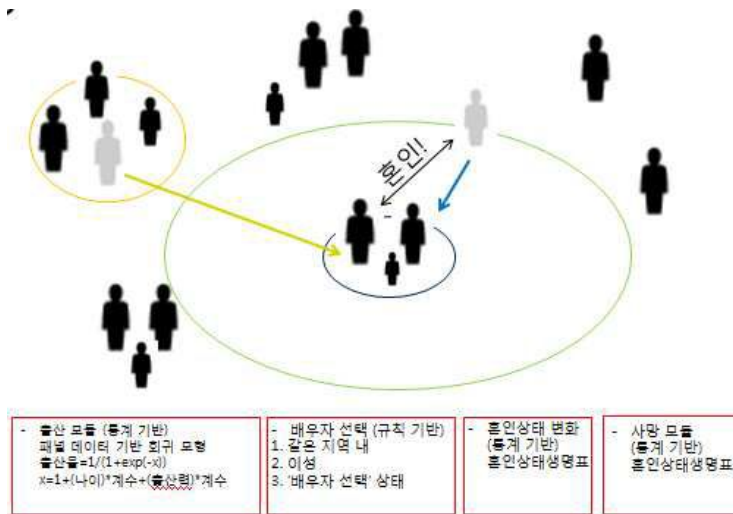 혼인!
- 출산 모듈 (통계 기반)
패널 데이터 기반 회귀 모형
출산율=1/(1+exp(-x))
x=1+(나이)*계수+(출산력)*계수
- 배우자 선택 (규칙 기반)
1. 같은 지역 내
2. 이성
3. '배우자 선택' 상태
- 혼인상태 변화
(통계 기반)
혼인상태생명표
- 사망 모듈
(통계 기반)
혼인상태생명표